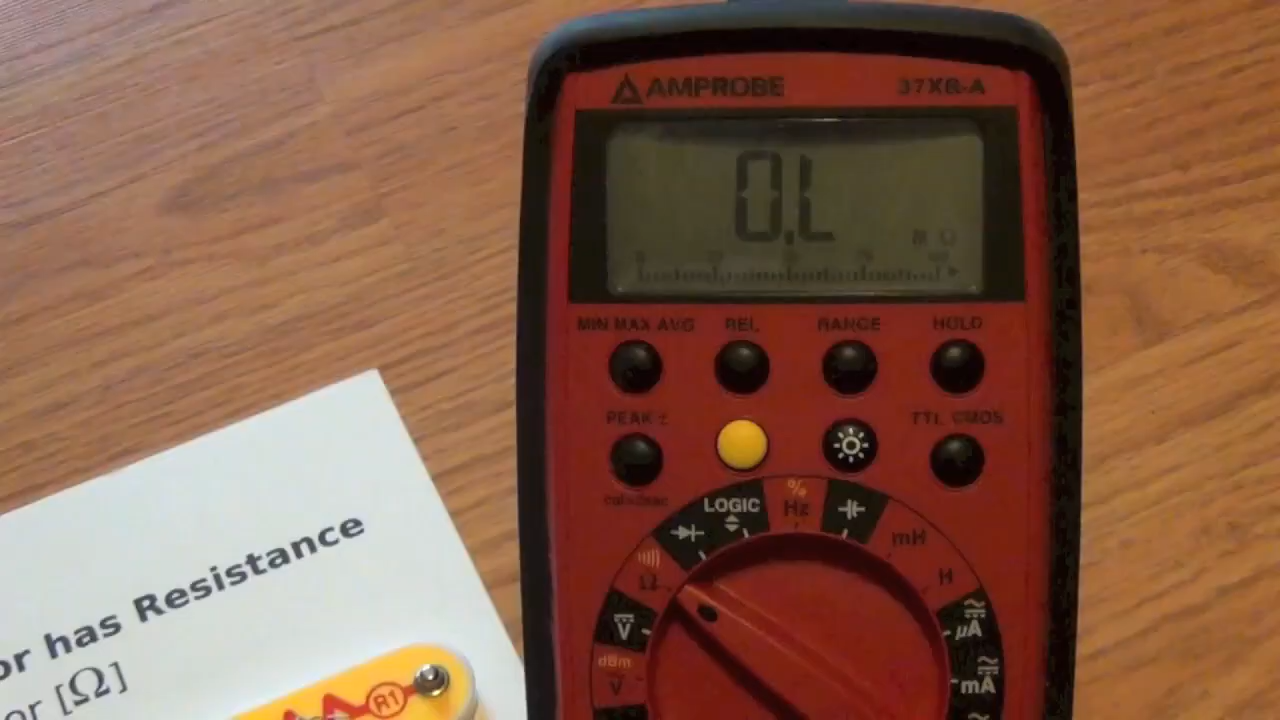 AMPROBE 37XR-A
0.L
MIN MAX AVG REL RANGE HOLD
PEAK ± TTL CMOS
LOGIC
%
Hz
mH
H
Ω
V
dBm
V
µA
mA
or has Resistance
or [Ω]
R1